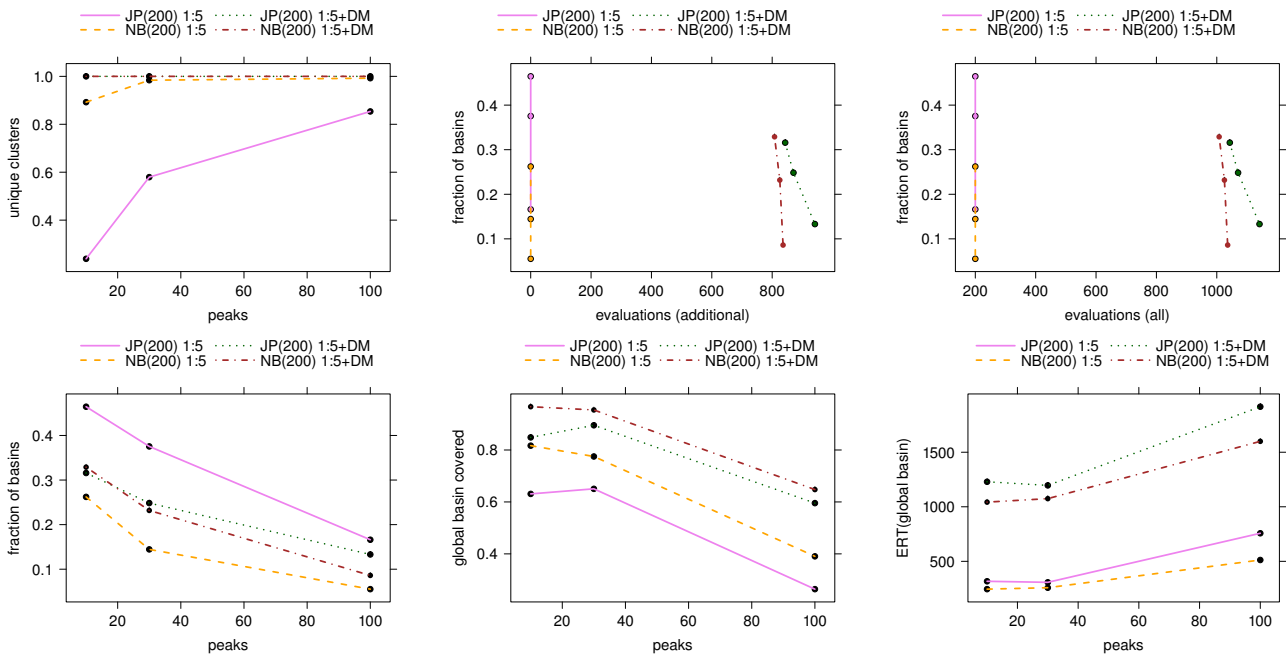 JP(200) 1:5 JP(200) 1:5+DM
NB(200) 1:5 NB(200) 1:5+DM
unique clusters
1.0
0.8
0.6
0.4
20 40 60 80 100
peaks
JP(200) 1:5 JP(200) 1:5+DM
NB(200) 1:5 NB(200) 1:5+DM
fraction of basins
0.4
0.3
0.2
0.1
0 200 400 600 800
evaluations (additional)
JP(200) 1:5 JP(200) 1:5+DM
NB(200) 1:5 NB(200) 1:5+DM
fraction of basins
0.4
0.3
0.2
0.1
200 400 600 800 1000
evaluations (all)
JP(200) 1:5 JP(200) 1:5+DM
NB(200) 1:5 NB(200) 1:5+DM
fraction of basins
0.4
0.3
0.2
0.1
20 40 60 80 100
peaks
JP(200) 1:5 JP(200) 1:5+DM
NB(200) 1:5 NB(200) 1:5+DM
global basin covered
0.8
0.6
0.4
20 40 60 80 100
peaks
JP(200) 1:5 JP(200) 1:5+DM
NB(200) 1:5 NB(200) 1:5+DM
ERT(global basin)
1500
1000
500
20 40 60 80 100
peaks